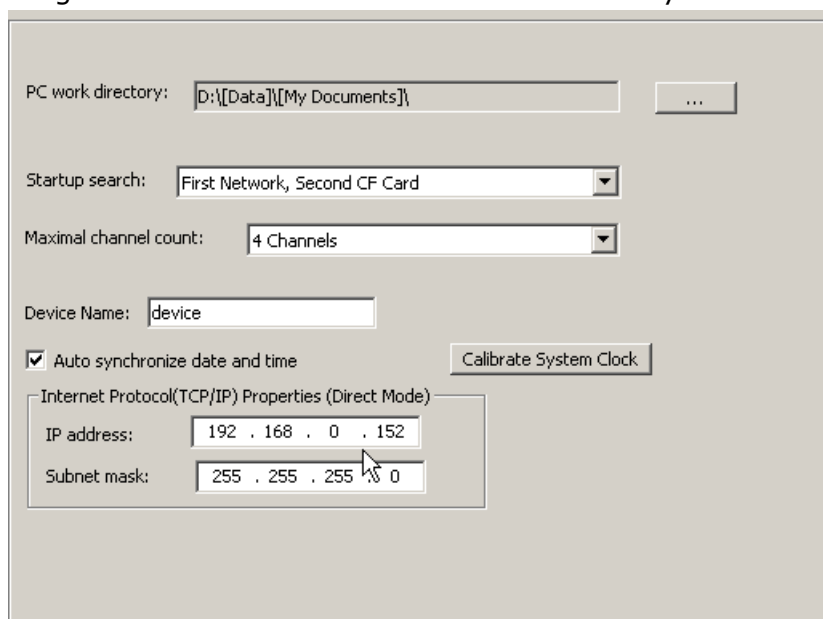 PC work directory: D:\[Data]\[My Documents]\ ...
Startup search: First Network, Second CF Card
Maximal channel count: 4 Channels
Device Name: device
Auto synchronize date and time Calibrate System Clock
Internet Protocol(TCP/IP) Properties (Direct Mode)
IP address: 192 . 168 . 0 . 152
Subnet mask: 255 . 255 . 255 . 0